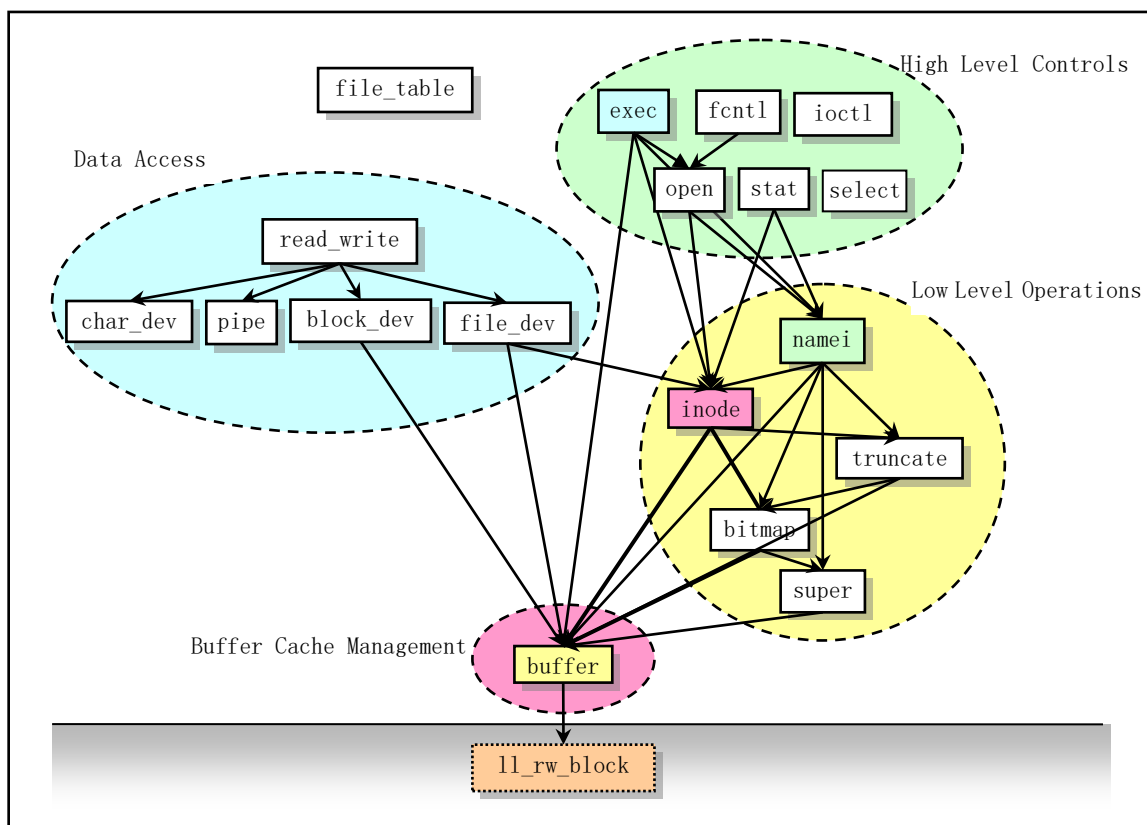 High Level Controls
file_table
exec
fcntl
ioctl
Data Access
open
stat
select
read_write
Low Level Operations
char_dev
pipe
block_dev
file_dev
namei
inode
truncate
bitmap
super
Buffer Cache Management
buffer
ll_rw_block